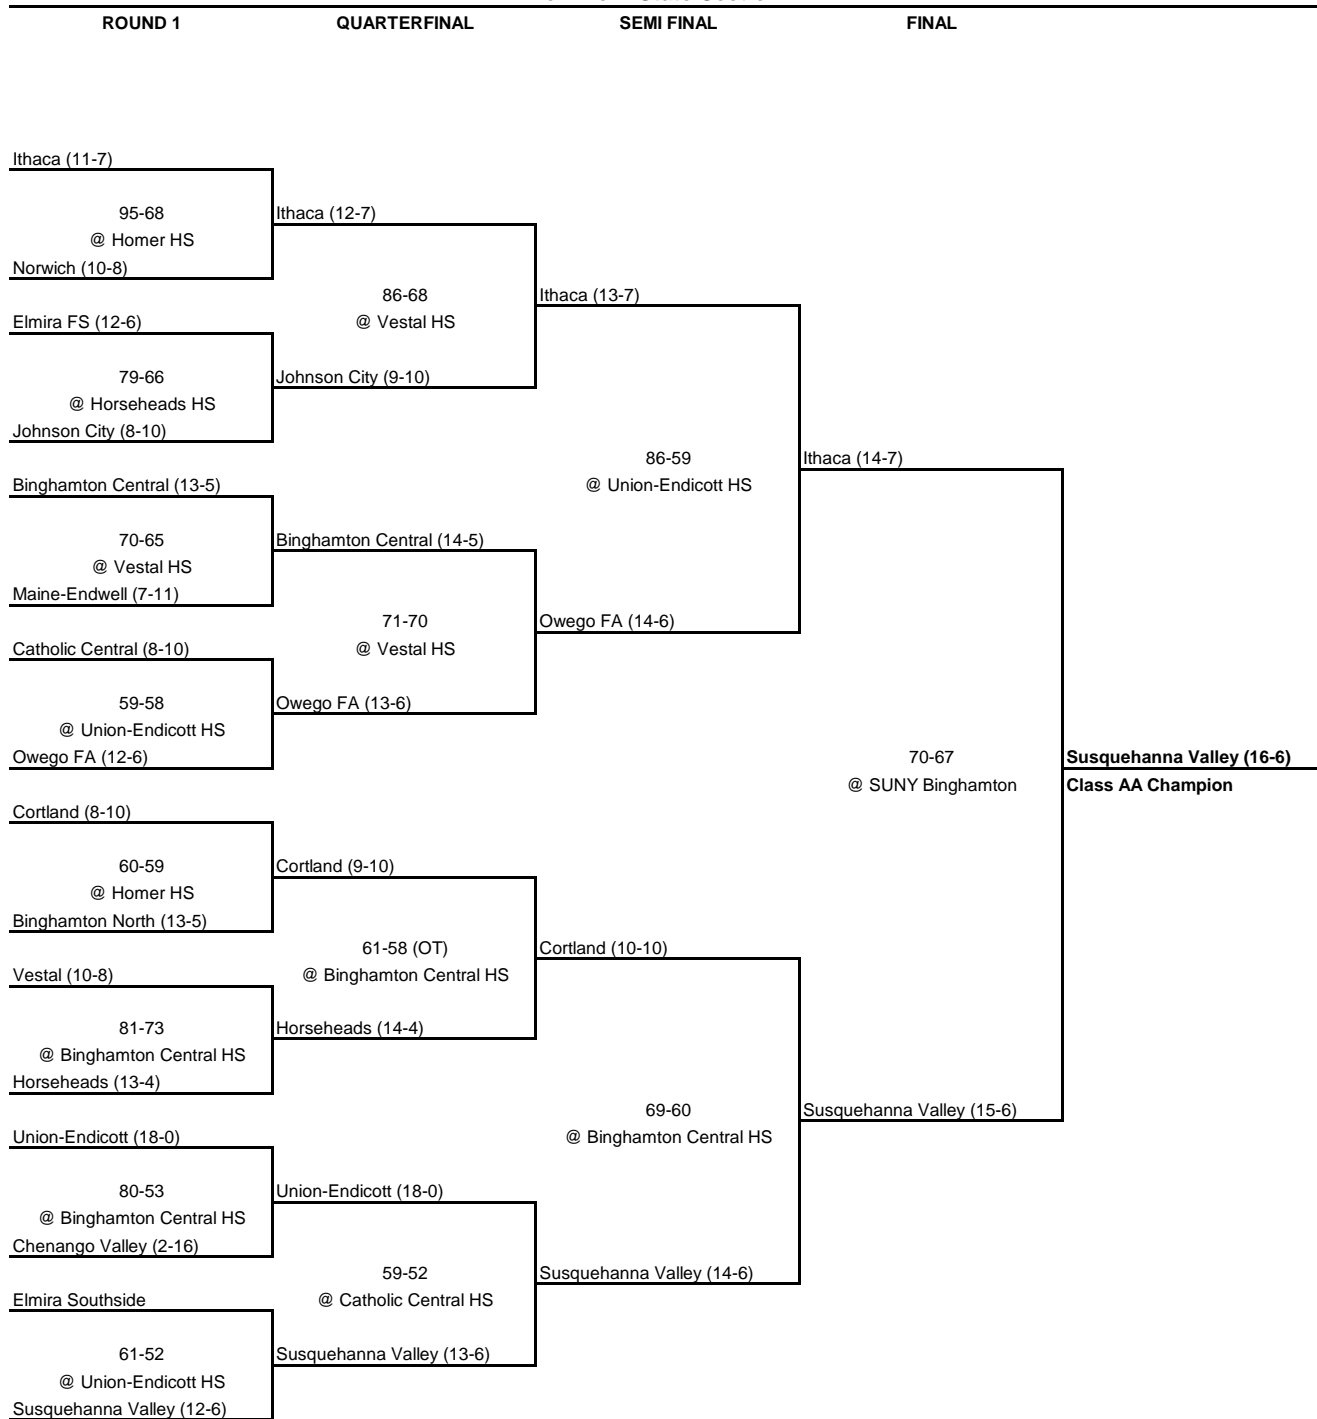 ROUND 1 QUARTERFINAL SEMI FINAL FINAL
Ithaca (11-7)
95-68 Ithaca (12-7)
@ Homer HS
Norwich (10-8)
86-68 Ithaca (13-7)
Elmira FS (12-6) @ Vestal HS
79-66 Johnson City (9-10)
@ Horseheads HS
Johnson City (8-10)
86-59 Ithaca (14-7)
Binghamton Central (13-5) @ Union-Endicott HS
70-65 Binghamton Central (14-5)
@ Vestal HS
Maine-Endwell (7-11)
71-70 Owego FA (14-6)
Catholic Central (8-10) @ Vestal HS
59-58 Owego FA (13-6)
@ Union-Endicott HS
Owego FA (12-6) 70-67 Susquehanna Valley (16-6)
@ SUNY Binghamton Class AA Champion
Cortland (8-10)
60-59 Cortland (9-10)
@ Homer HS
Binghamton North (13-5)
61-58 (OT) Cortland (10-10)
Vestal (10-8) @ Binghamton Central HS
81-73 Horseheads (14-4)
@ Binghamton Central HS
Horseheads (13-4)
69-60 Susquehanna Valley (15-6)
Union-Endicott (18-0) @ Binghamton Central HS
80-53 Union-Endicott (18-0)
@ Binghamton Central HS
Chenango Valley (2-16)
59-52 Susquehanna Valley (14-6)
Elmira Southside @ Catholic Central HS
61-52 Susquehanna Valley (13-6)
@ Union-Endicott HS
Susquehanna Valley (12-6)